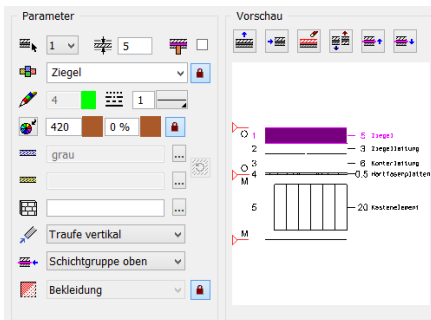 Parameter
1
5
Ziegel
4
1
420
0 %
grau
...
...
...
Traufe vertikal
Schichtgruppe oben
Bekleidung
Vorschau
O 1
5 Ziegel
2
3 Ziegellattung
3
6 Konterlattung
O
M 4
0.5 Hartfaserplatten
5
20 Kastenelement
M